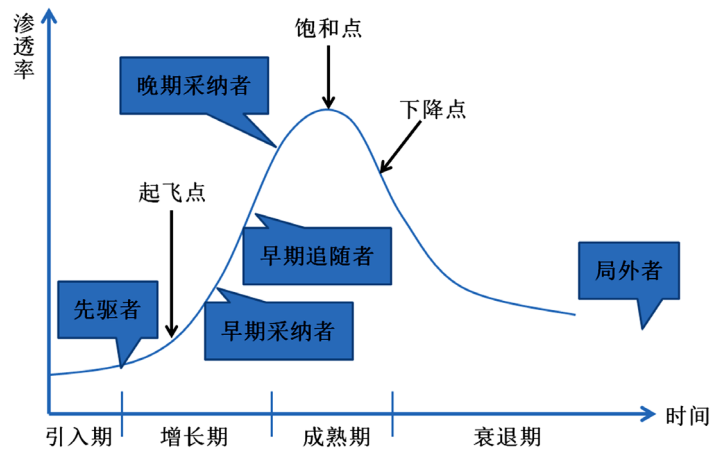 渗透率
饱和点
晚期采纳者
下降点
起飞点
早期追随者
局外者
先驱者
早期采纳者
时间
引入期
增长期
成熟期
衰退期